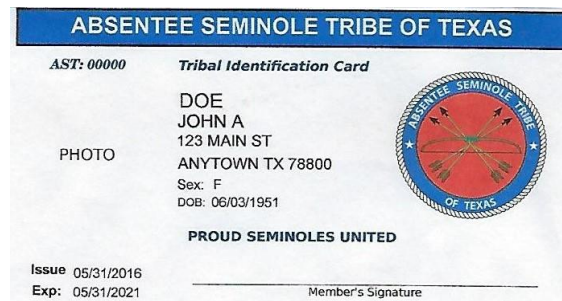 ABSENTEE SEMINOLE TRIBE OF TEXAS
AST: 00000
Tribal Identification Card
DOE
JOHN A
123 MAIN ST
PHOTO
ANYTOWN TX 78800
Sex: F
DOB: 06/03/1951
ABSENTEE SEMINOLE TRIBE
OF TEXAS
PROUD SEMINOLES UNITED
Issue 05/31/2016
Exp: 05/31/2021
Member's Signature